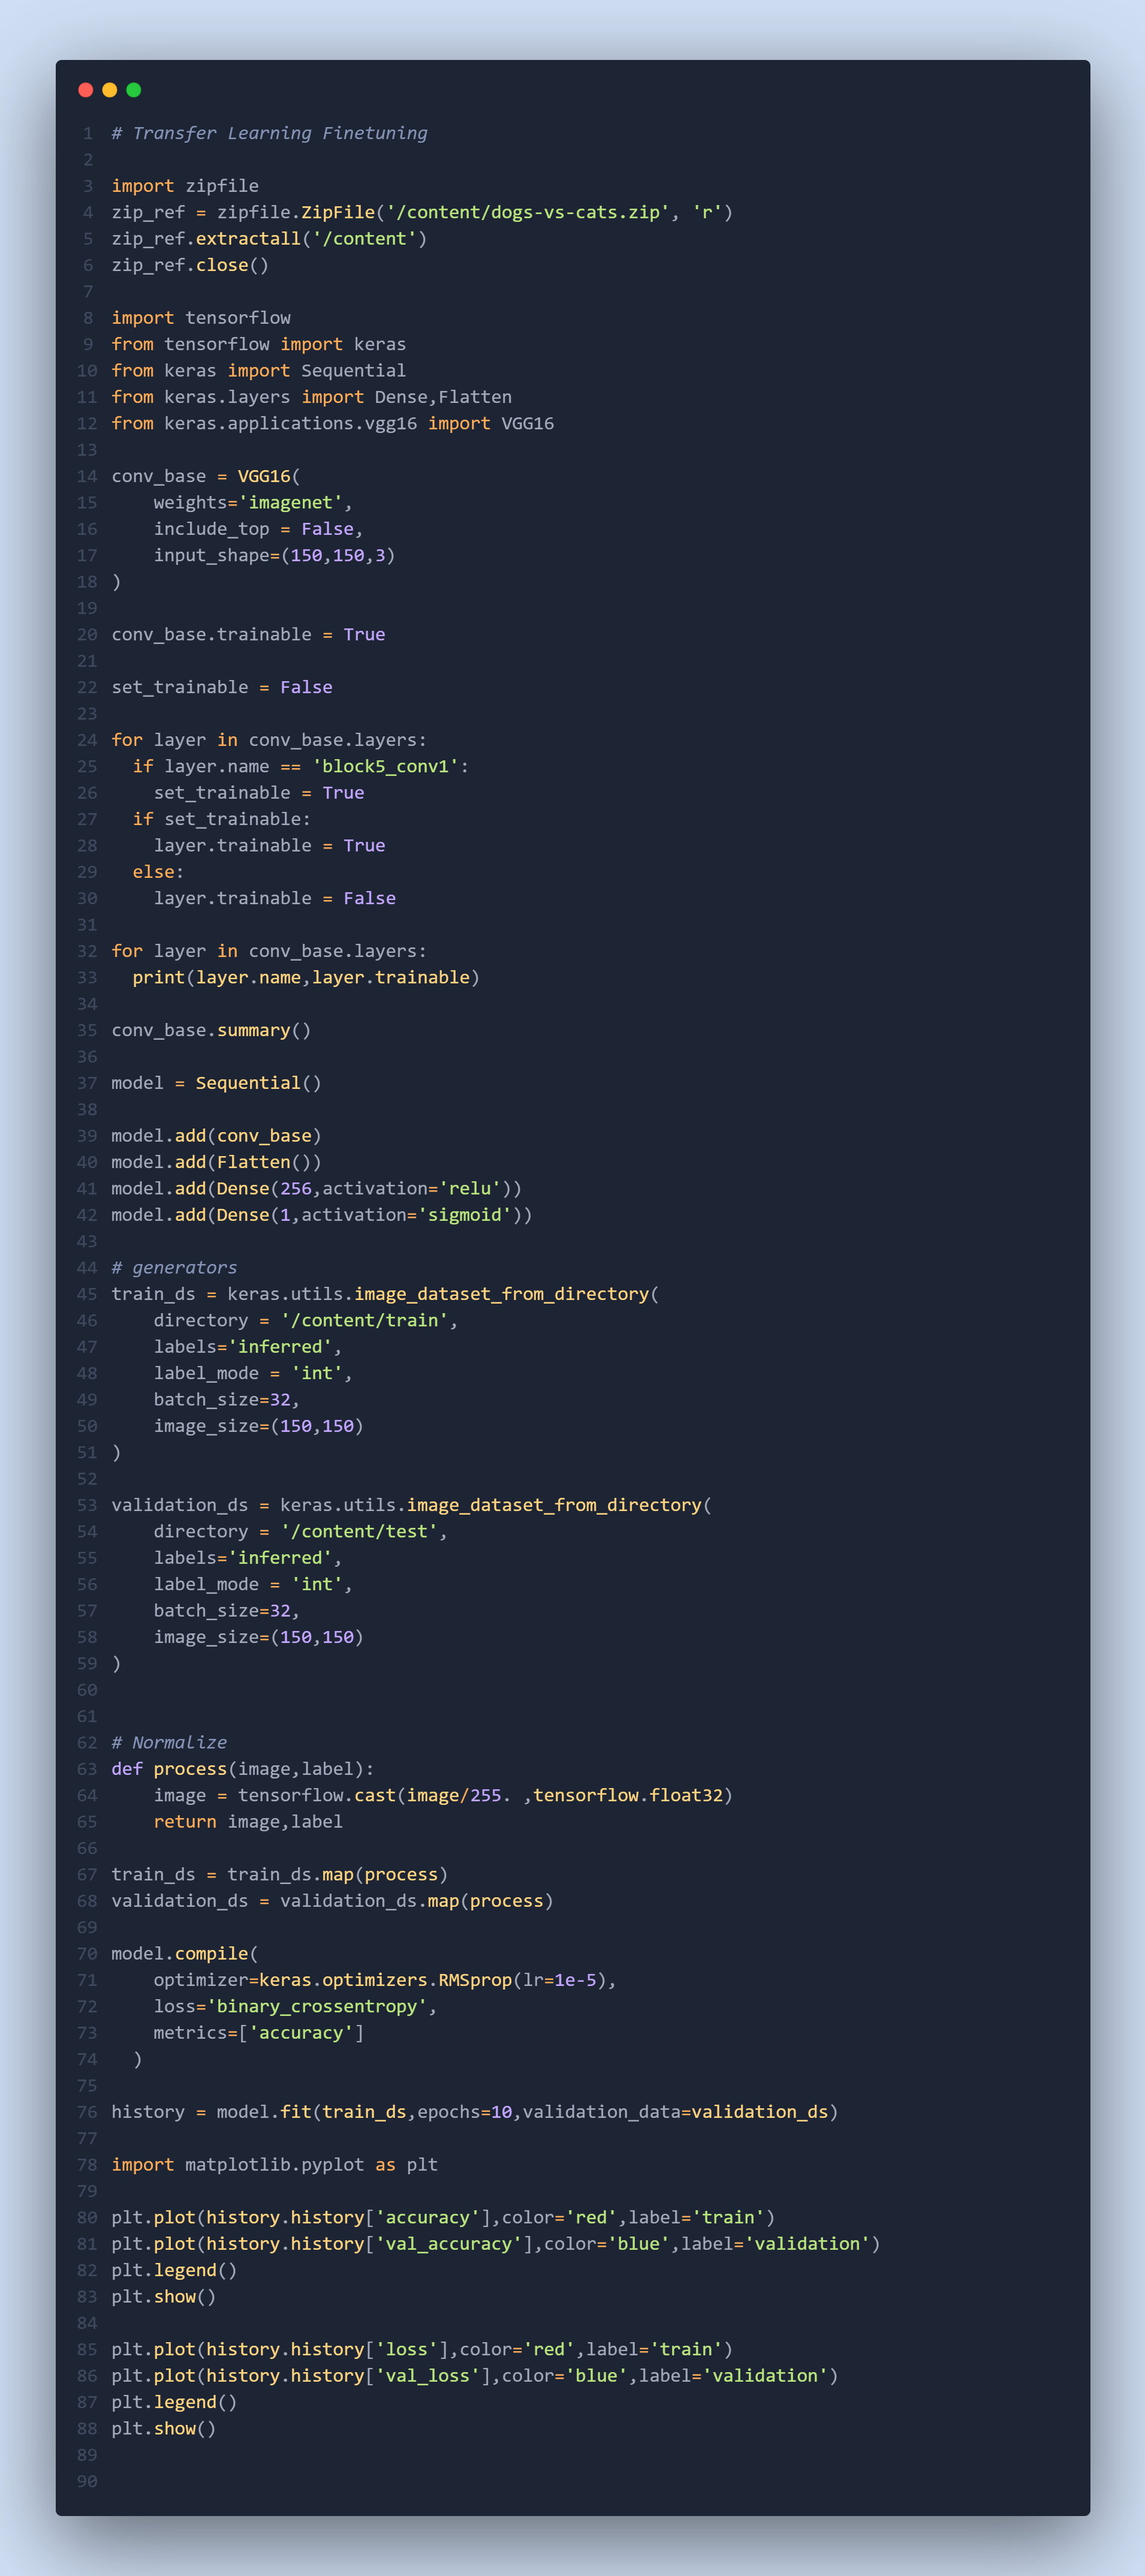 1 # Transfer Learning Finetuning
2
3 import zipfile
4 zip_ref = zipfile.ZipFile('/content/dogs-vs-cats.zip', 'r')
5 zip_ref.extractall('/content')
6 zip_ref.close()
7
8 import tensorflow
9 from tensorflow import keras
10 from keras import Sequential
11 from keras.layers import Dense,Flatten
12 from keras.applications.vgg16 import VGG16
13
14 conv_base = VGG16(
15     weights='imagenet',
16     include_top = False,
17     input_shape=(150,150,3)
18 )
19
20 conv_base.trainable = True
21
22 set_trainable = False
23
24 for layer in conv_base.layers:
25   if layer.name == 'block5_conv1':
26     set_trainable = True
27   if set_trainable:
28     layer.trainable = True
29   else:
30     layer.trainable = False
31
32 for layer in conv_base.layers:
33   print(layer.name,layer.trainable)
34
35 conv_base.summary()
36
37 model = Sequential()
38
39 model.add(conv_base)
40 model.add(Flatten())
41 model.add(Dense(256,activation='relu'))
42 model.add(Dense(1,activation='sigmoid'))
43
44 # generators
45 train_ds = keras.utils.image_dataset_from_directory(
46     directory = '/content/train',
47     labels='inferred',
48     label_mode = 'int',
49     batch_size=32,
50     image_size=(150,150)
51 )
52
53 validation_ds = keras.utils.image_dataset_from_directory(
54     directory = '/content/test',
55     labels='inferred',
56     label_mode = 'int',
57     batch_size=32,
58     image_size=(150,150)
59 )
60
61
62 # Normalize
63 def process(image,label):
64     image = tensorflow.cast(image/255. ,tensorflow.float32)
65     return image,label
66
67 train_ds = train_ds.map(process)
68 validation_ds = validation_ds.map(process)
69
70 model.compile(
71     optimizer=keras.optimizers.RMSprop(lr=1e-5),
72     loss='binary_crossentropy',
73     metrics=['accuracy']
74   )
75
76 history = model.fit(train_ds,epochs=10,validation_data=validation_ds)
77
78 import matplotlib.pyplot as plt
79
80 plt.plot(history.history['accuracy'],color='red',label='train')
81 plt.plot(history.history['val_accuracy'],color='blue',label='validation')
82 plt.legend()
83 plt.show()
84
85 plt.plot(history.history['loss'],color='red',label='train')
86 plt.plot(history.history['val_loss'],color='blue',label='validation')
87 plt.legend()
88 plt.show()
89
90